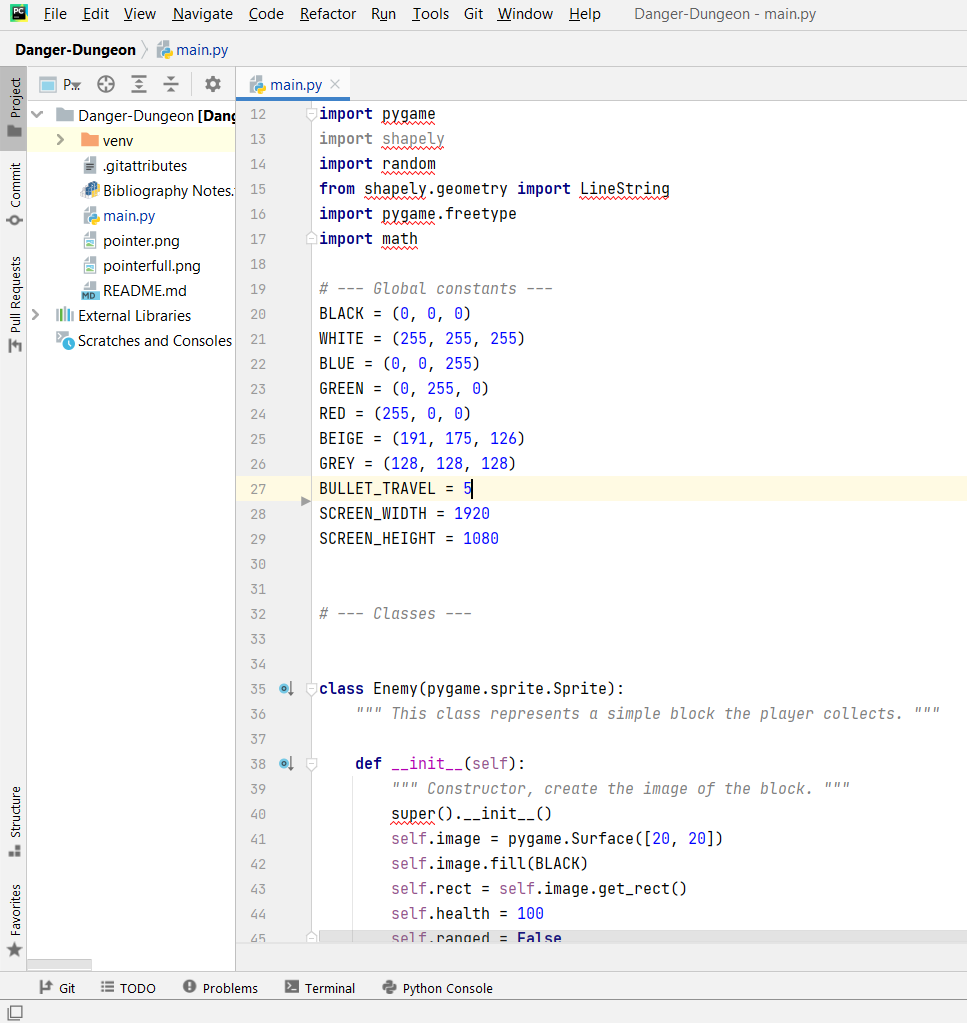 PC File Edit View Navigate Code Refactor Run Tools Git Window Help Danger-Dungeon - main.py
Danger-Dungeon main.py
Project
Commit
Pull Requests
Structure
Favorites
P...
Danger-Dungeon [Dang
venv
.gitattributes
Bibliography Notes.
main.py
pointer.png
pointerfull.png
MD README.md
External Libraries
Scratches and Consoles
main.py
12 import pygame
13 import shapely
14 import random
15 from shapely.geometry import LineString
16 import pygame.freetype
17 import math
18
19 # --- Global constants ---
20 BLACK = (0, 0, 0)
21 WHITE = (255, 255, 255)
22 BLUE = (0, 0, 255)
23 GREEN = (0, 255, 0)
24 RED = (255, 0, 0)
25 BEIGE = (191, 175, 126)
26 GREY = (128, 128, 128)
27 BULLET_TRAVEL = 5
28 SCREEN_WIDTH = 1920
29 SCREEN_HEIGHT = 1080
30
31
32 # --- Classes ---
33
34
35 class Enemy(pygame.sprite.Sprite):
36 """ This class represents a simple block the player collects. """
37
38 def __init__(self):
39 """ Constructor, create the image of the block. """
40 super().__init__()
41 self.image = pygame.Surface([20, 20])
42 self.image.fill(BLACK)
43 self.rect = self.image.get_rect()
44 self.health = 100
45 self.ranged = False
Git TODO Problems Terminal Python Console